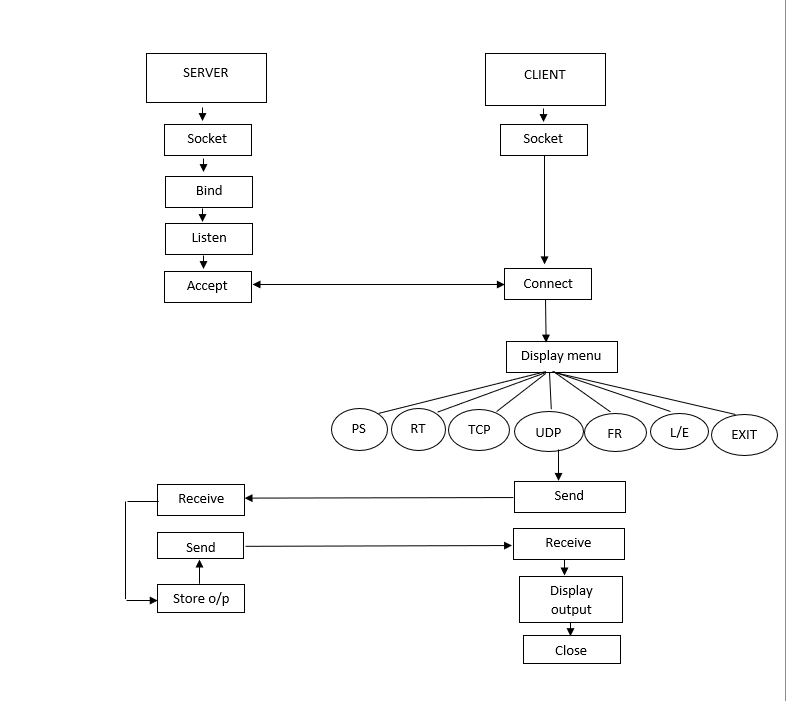 SERVER
CLIENT
Socket
Socket
Bind
Listen
Accept
Connect
Display menu
PS
RT
TCP
UDP
FR
L/E
EXIT
Receive
Send
Send
Receive
Store o/p
Display
output
Close